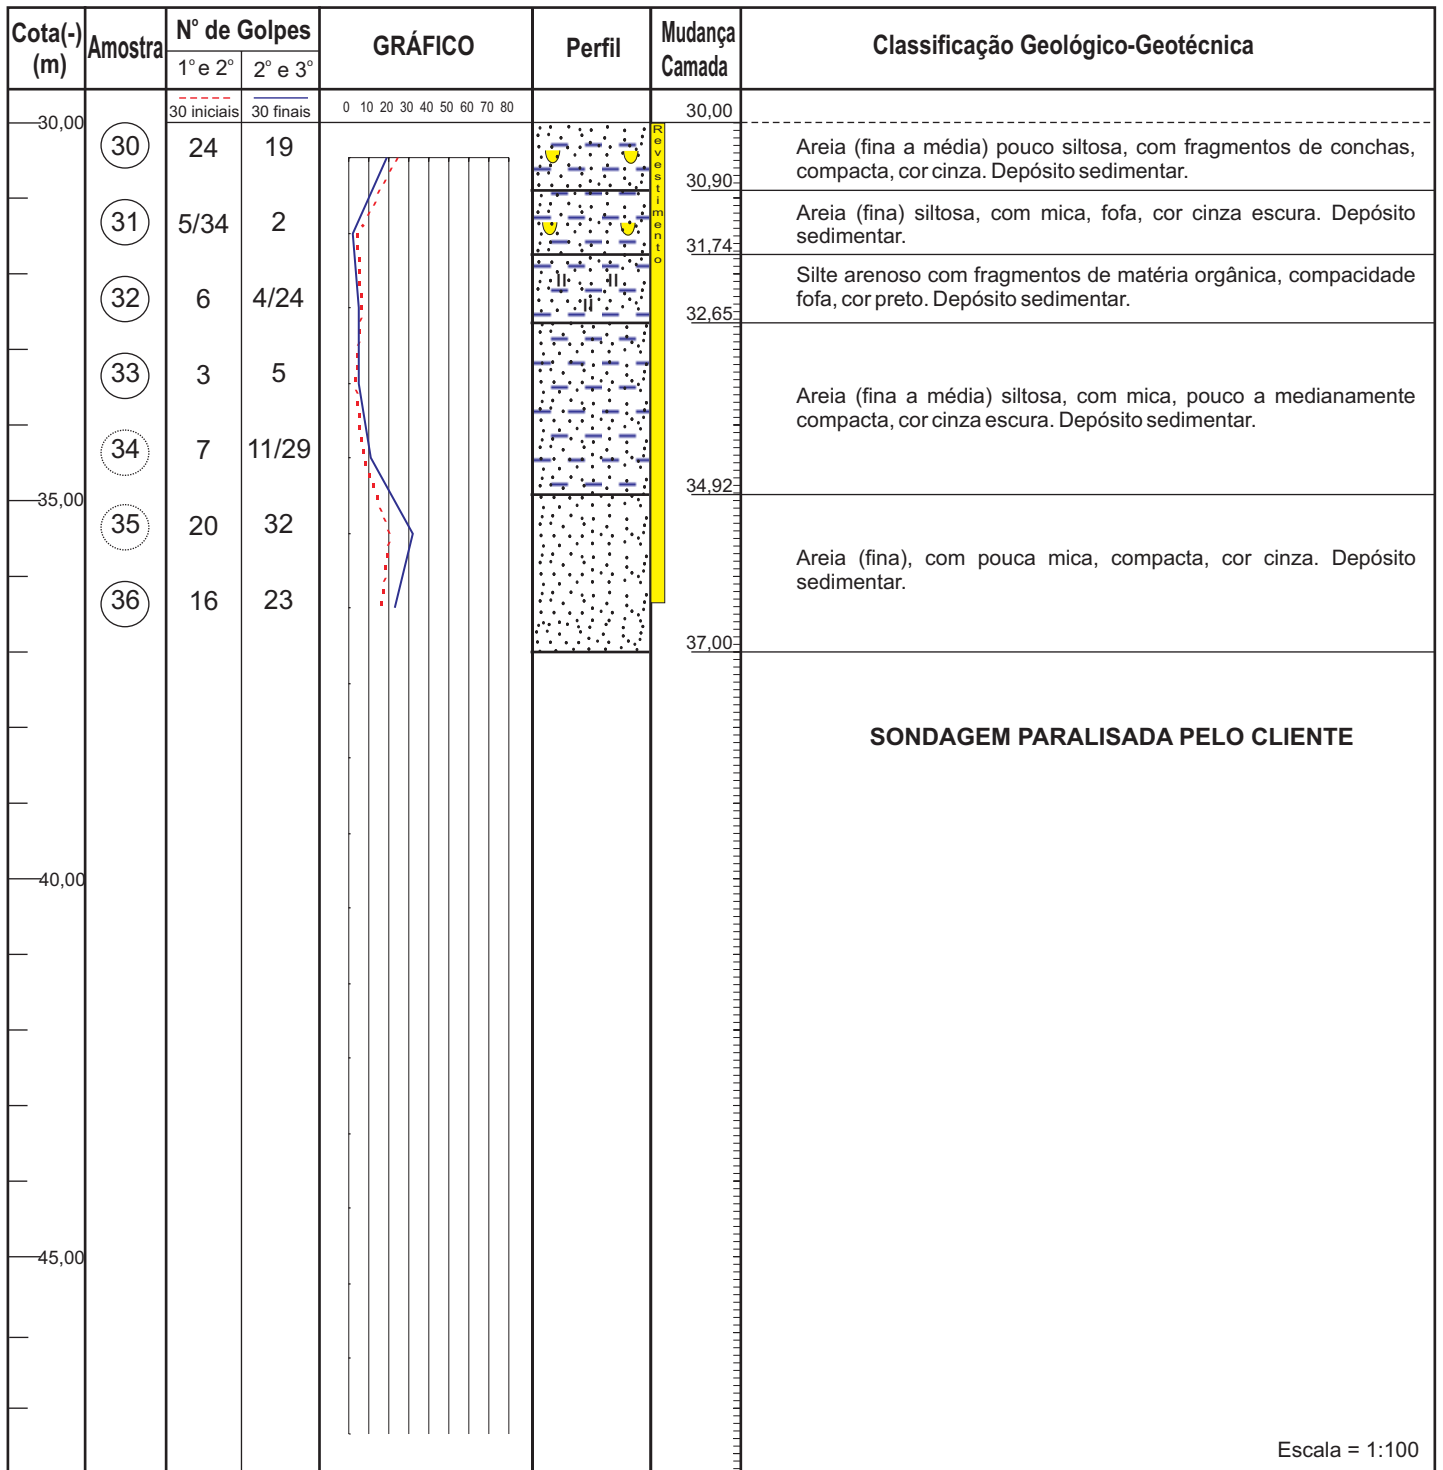 Cota(-)
(m)
Amostra
N° de Golpes
1° e 2°
2° e 3°
GRÁFICO
Perfil
Mudança
Camada
Classificação Geológico-Geotécnica
30 iniciais
30 finais
0 10 20 30 40 50 60 70 80
30,00
30,00
Revestimento
30 24 19
Areia (fina a média) pouco siltosa, com fragmentos de conchas,
compacta, cor cinza. Depósito sedimentar.
30,90
31 5/34 2
Areia (fina) siltosa, com mica, fofa, cor cinza escura. Depósito
sedimentar.
31,74
32 6 4/24
Silte arenoso com fragmentos de matéria orgânica, compacidade
fofa, cor preto. Depósito sedimentar.
32,65
33 3 5
Areia (fina a média) siltosa, com mica, pouco a medianamente
compacta, cor cinza escura. Depósito sedimentar.
34 7 11/29
34,92
35,00
35 20 32
Areia (fina), com pouca mica, compacta, cor cinza. Depósito
sedimentar.
36 16 23
37,00
SONDAGEM PARALISADA PELO CLIENTE
40,00
45,00
Escala = 1:100